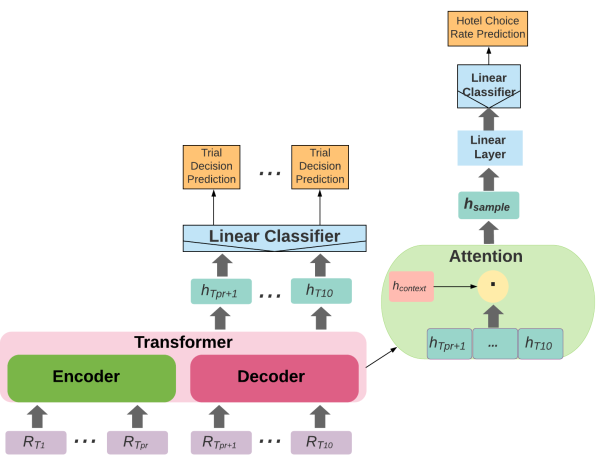 Hotel Choice
Rate Prediction
Linear
Classifier
Linear
Layer
h_sample
Attention
h_context
.
h_Tpr+1 ... h_T10
Trial
Decision
Prediction
...
Trial
Decision
Prediction
Linear Classifier
h_Tpr+1 ... h_T10
Transformer
Encoder
Decoder
R_T1 ... R_Tpr
R_Tpr+1 ... R_T10